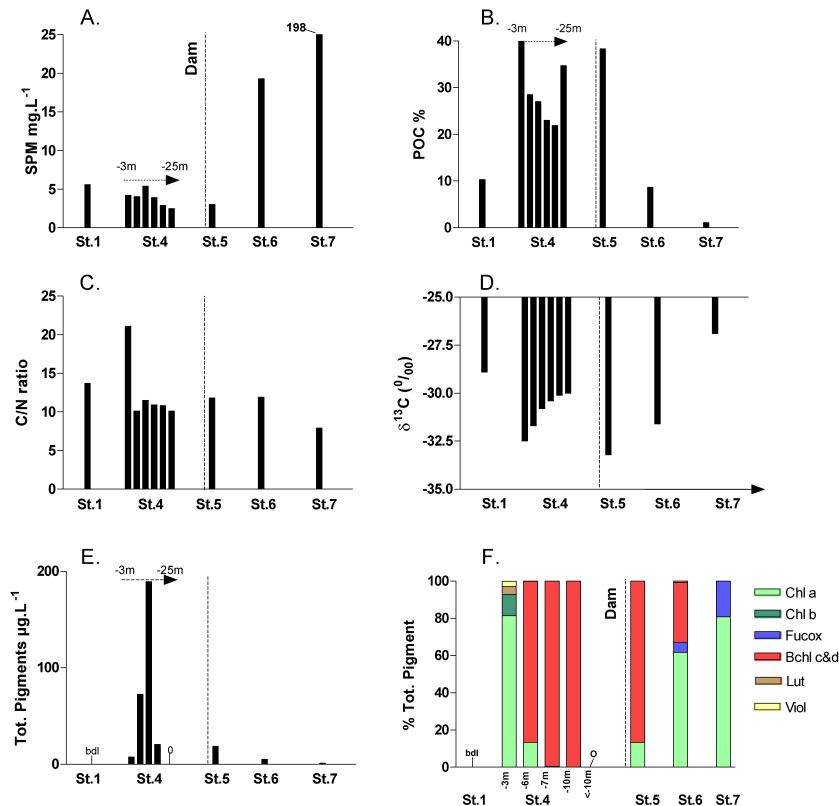 A.
SPM mg.L-1
25
20
15
10
5
0
-3m
-25m
Dam
198
St.1
St.4
St.5
St.6
St.7
B.
POC %
40
30
20
10
0
-3m
-25m
St.1
St.4
St.5
St.6
St.7
C.
C/N ratio
25
20
15
10
5
0
St.1
St.4
St.5
St.6
St.7
D.
δ13C (0/00)
-25.0
-27.5
-30.0
-32.5
-35.0
St.1
St.4
St.5
St.6
St.7
E.
Tot. Pigments µg.L-1
200
100
0
-3m
-25m
bdl
0
St.1
St.4
St.5
St.6
St.7
F.
% Tot. Pigment
100
80
60
40
20
0
Dam
bdl
O
-3m
-6m
-7m
-10m
<-10m
St.1
St.4
St.5
St.6
St.7
Chl a
Chl b
Fucox
Bchl c&d
Lut
Viol